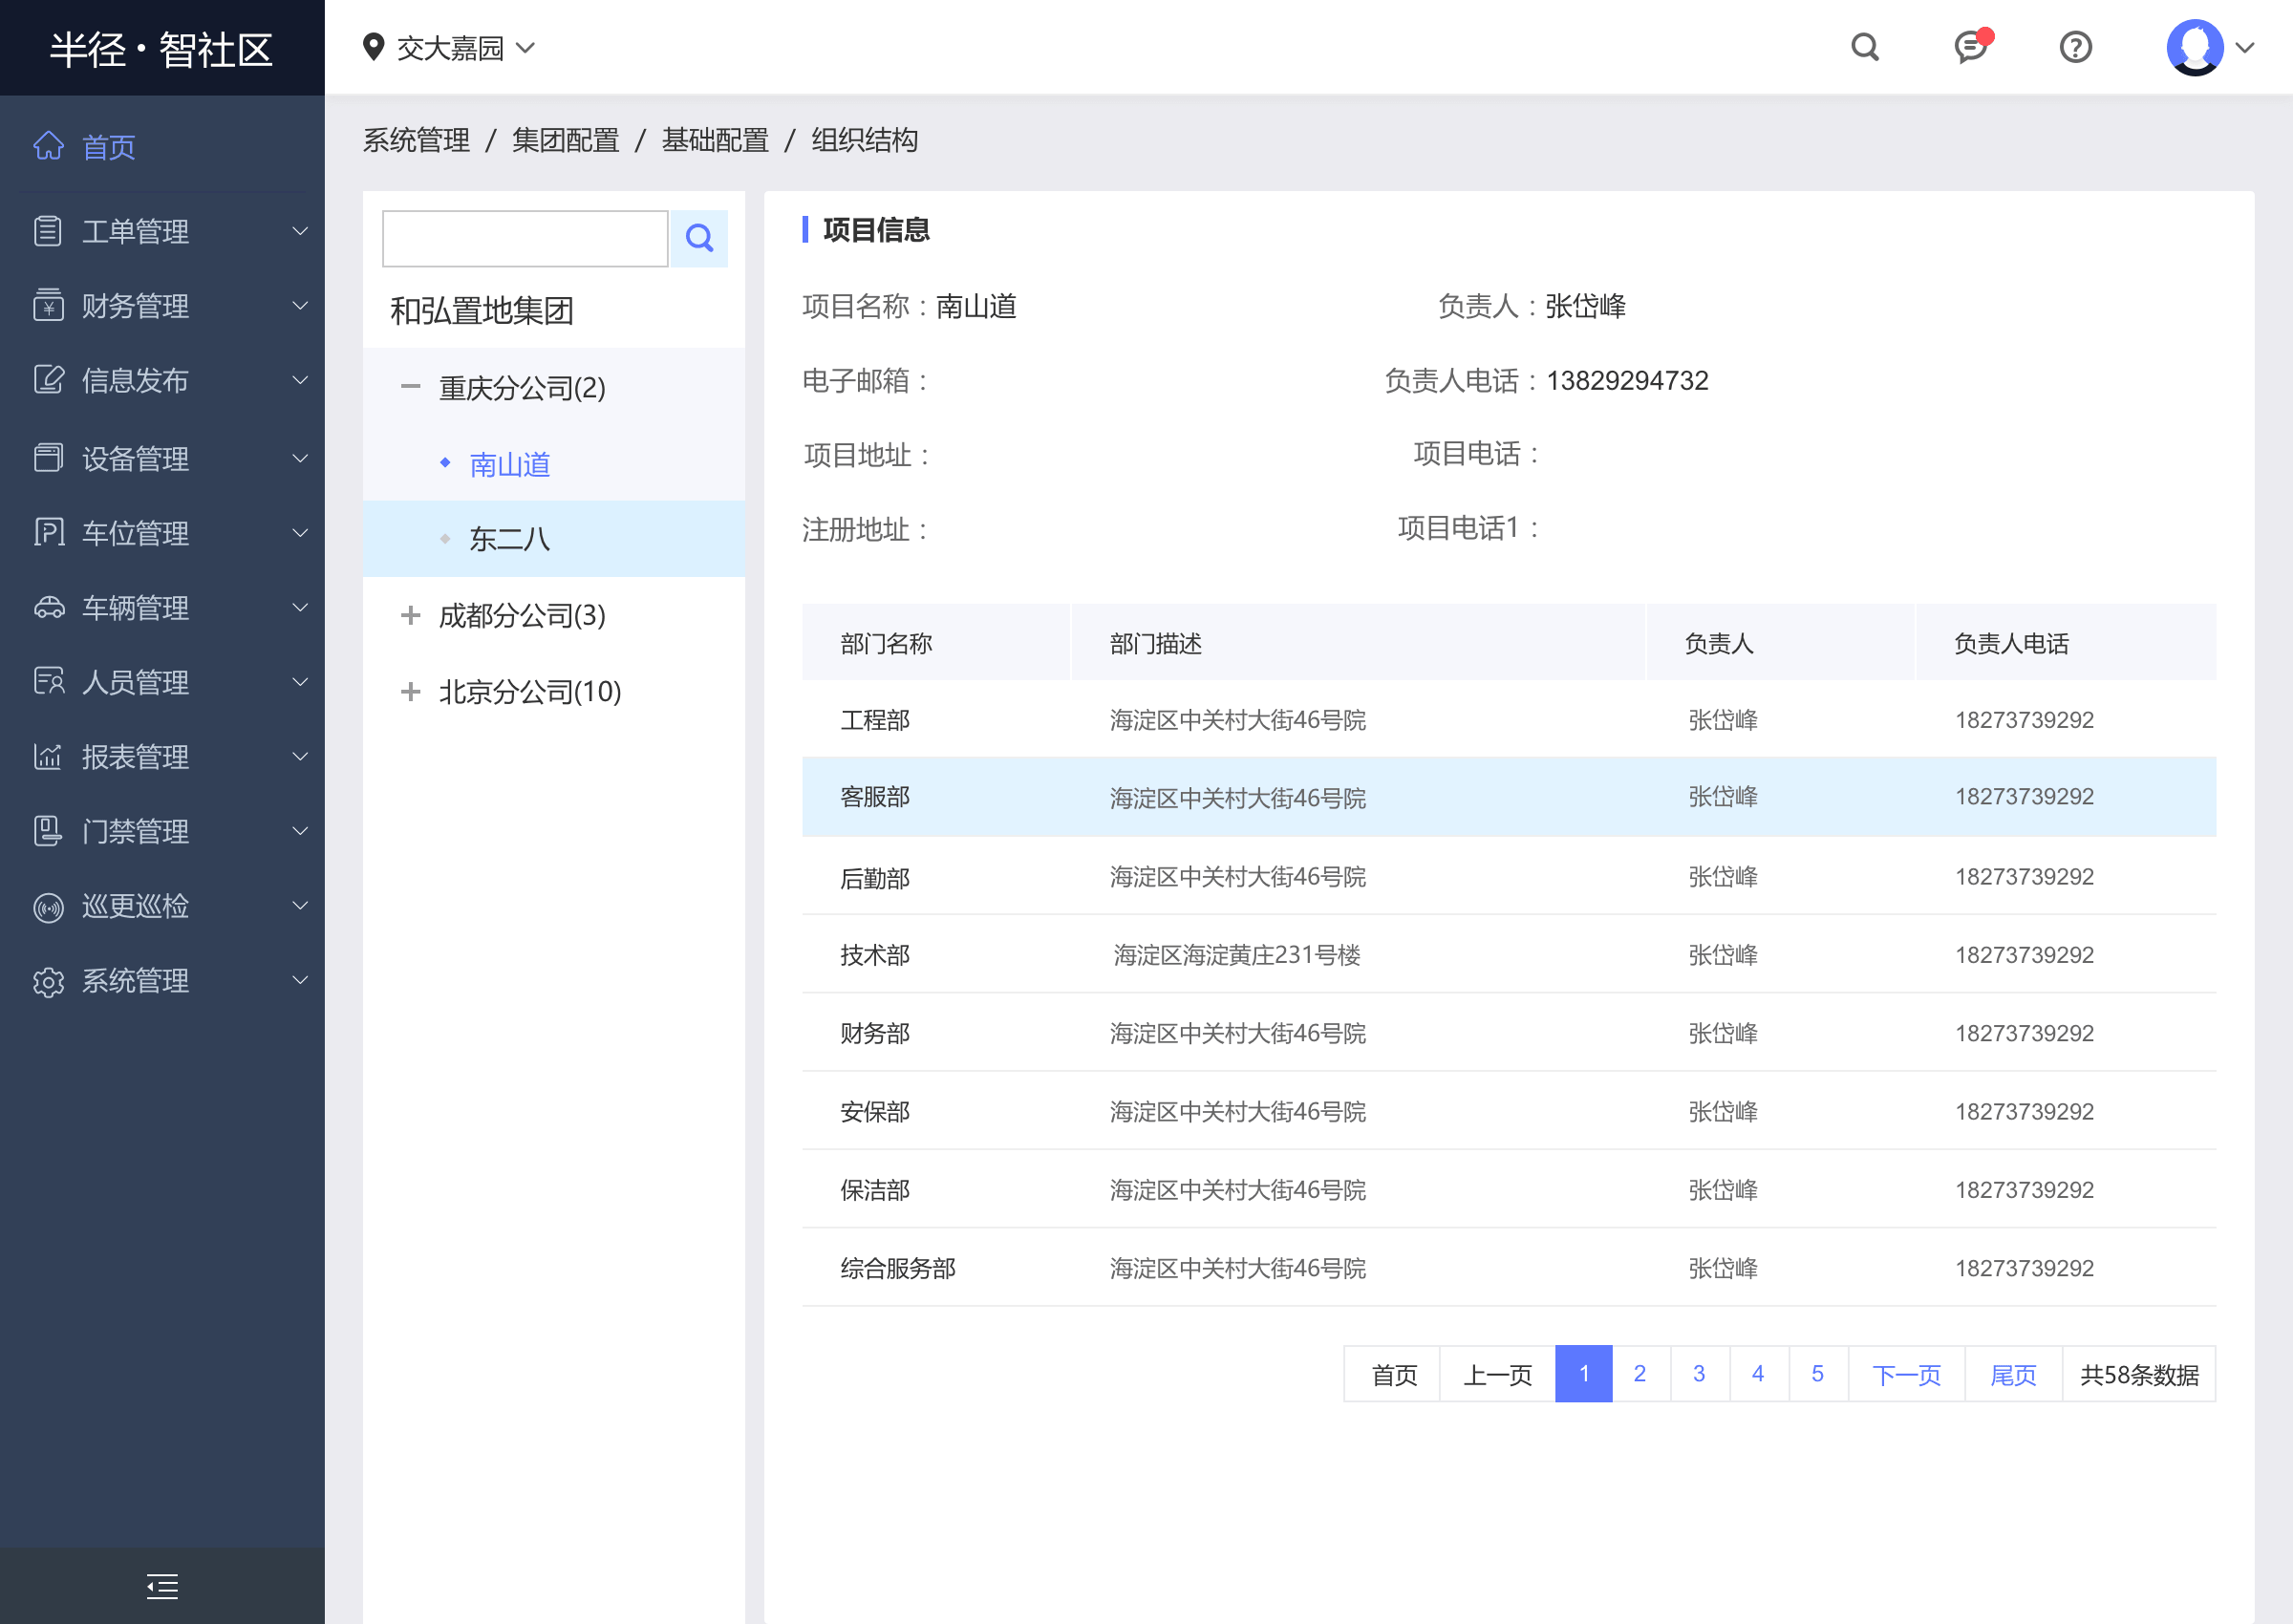 半径·智社区
交大嘉园
首页
工单管理
财务管理
信息发布
设备管理
车位管理
车辆管理
人员管理
报表管理
门禁管理
巡更巡检
系统管理
系统管理 / 集团配置 / 基础配置 / 组织结构
和弘置地集团
重庆分公司(2)
南山道
东二八
成都分公司(3)
北京分公司(10)
项目信息
项目名称：南山道 负责人：张岱峰
电子邮箱： 负责人电话：13829294732
项目地址： 项目电话：
注册地址： 项目电话1：
部门名称 部门描述 负责人 负责人电话
工程部 海淀区中关村大街46号院 张岱峰 18273739292
客服部 海淀区中关村大街46号院 张岱峰 18273739292
后勤部 海淀区中关村大街46号院 张岱峰 18273739292
技术部 海淀区海淀黄庄231号楼 张岱峰 18273739292
财务部 海淀区中关村大街46号院 张岱峰 18273739292
安保部 海淀区中关村大街46号院 张岱峰 18273739292
保洁部 海淀区中关村大街46号院 张岱峰 18273739292
综合服务部 海淀区中关村大街46号院 张岱峰 18273739292
首页 上一页 1 2 3 4 5 下一页 尾页 共58条数据